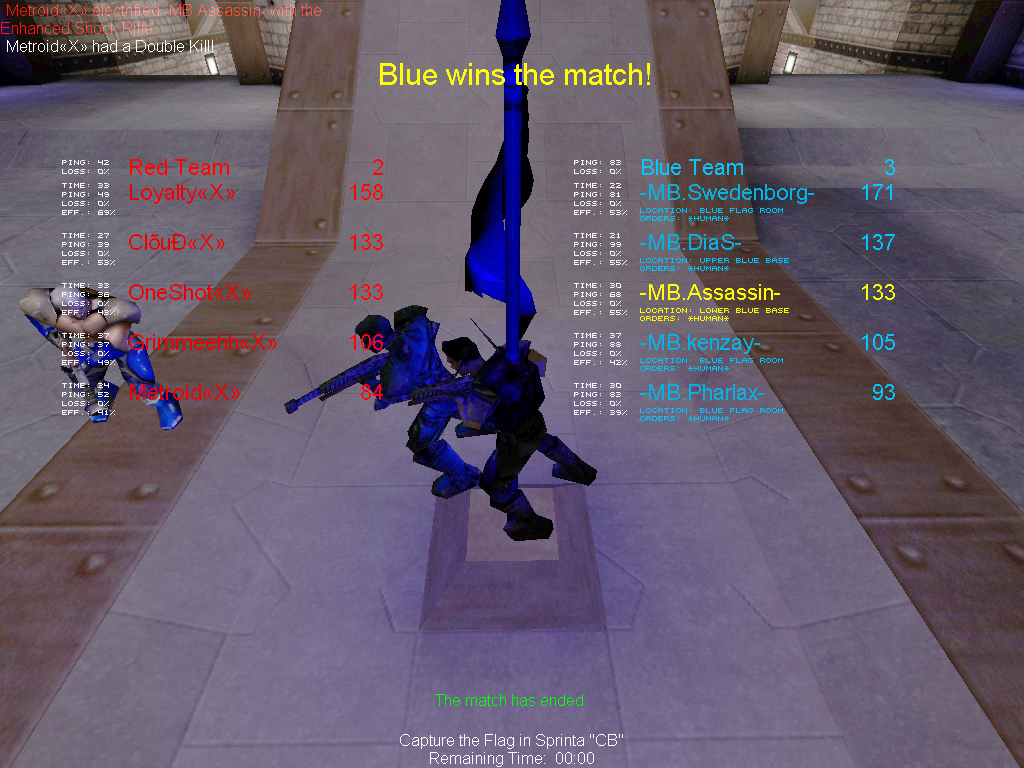 Metroid«X» electrified -MB.Assassin- with the
Enhanced Shock Rifle
Metroid«X» had a Double Kill!
Blue wins the match!
PING: 42 Red Team 2
LOSS: 0%
TIME: 33 Loyalty«X» 158
PING: 49
LOSS: 0%
EFF.: 69%
TIME: 27 ClõuÐ«X» 133
PING: 39
LOSS: 0%
EFF.: 53%
TIME: 33 OneShot«X» 133
PING: 36
LOSS: 0%
EFF.: 43%
TIME: 37 Grimmeehh«X» 106
PING: 37
LOSS: 0%
EFF.: 49%
TIME: 24 Metroid«X» 84
PING: 52
LOSS: 0%
EFF.: 41%
PING: 83 Blue Team 3
LOSS: 0%
TIME: 22 -MB.Swedenborg- 171
PING: 81
LOSS: 0% LOCATION: BLUE FLAG ROOM
EFF.: 53% ORDERS: *HUMAN*
TIME: 21 -MB.DiaS- 137
PING: 99
LOSS: 0% LOCATION: UPPER BLUE BASE
EFF.: 55% ORDERS: *HUMAN*
TIME: 30 -MB.Assassin- 133
PING: 68
LOSS: 0% LOCATION: LOWER BLUE BASE
EFF.: 55% ORDERS: *HUMAN*
TIME: 37 -MB.kenzay- 105
PING: 88
LOSS: 0% LOCATION: BLUE FLAG ROOM
EFF.: 42% ORDERS: *HUMAN*
TIME: 30 -MB.Pharlax- 93
PING: 83
LOSS: 0% LOCATION: BLUE FLAG ROOM
EFF.: 39% ORDERS: *HUMAN*
The match has ended.
Capture the Flag in Sprinta "CB"
Remaining Time: 00:00